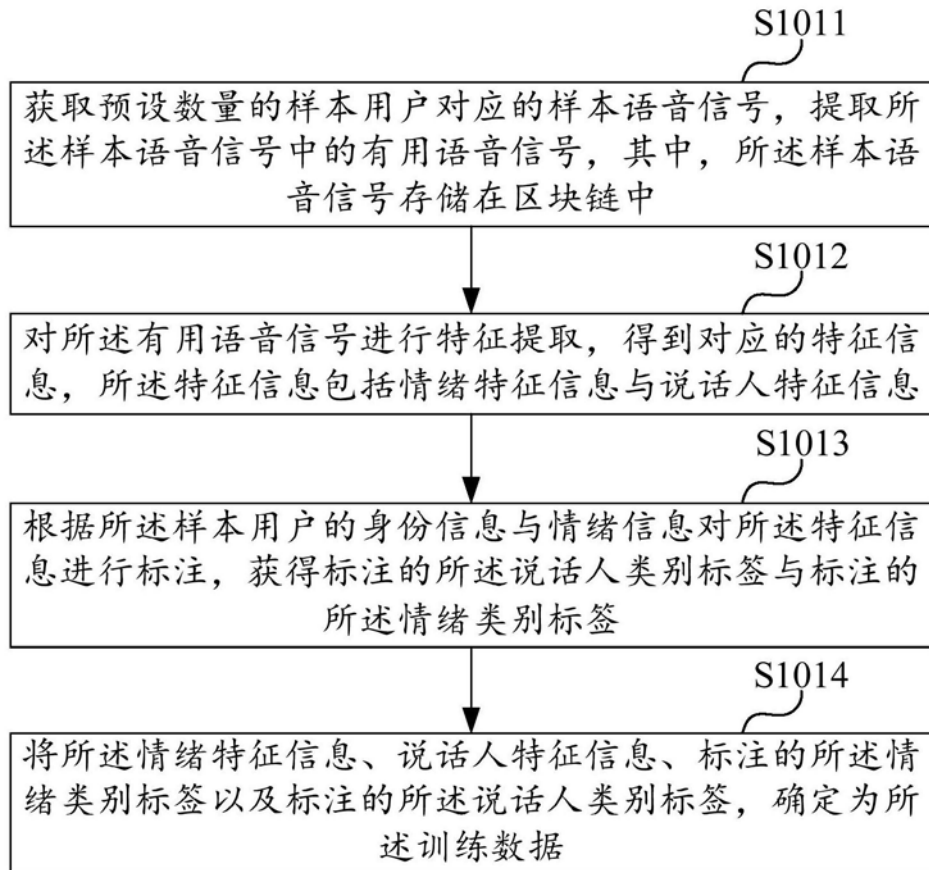 S1011
获取预设数量的样本用户对应的样本语音信号，提取所
述样本语音信号中的有用语音信号，其中，所述样本语
音信号存储在区块链中
S1012
对所述有用语音信号进行特征提取，得到对应的特征信
息，所述特征信息包括情绪特征信息与说话人特征信息
S1013
根据所述样本用户的身份信息与情绪信息对所述特征信
息进行标注，获得标注的所述说话人类别标签与标注的
所述情绪类别标签
S1014
将所述情绪特征信息、说话人特征信息、标注的所述情
绪类别标签以及标注的所述说话人类别标签，确定为所
述训练数据